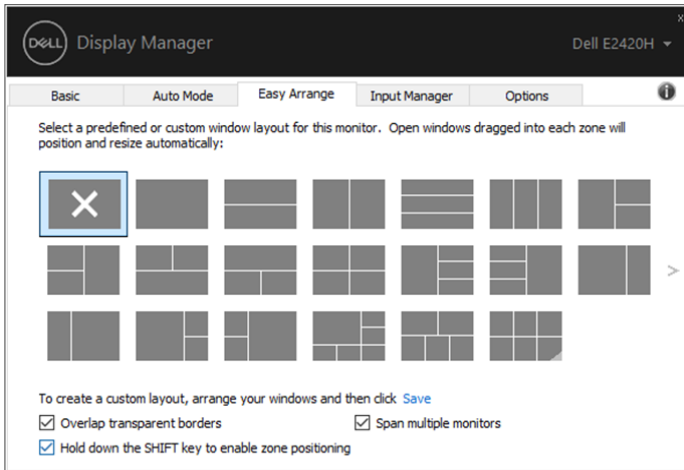 DELL Display Manager
Dell E2420H
Basic Auto Mode Easy Arrange Input Manager Options
Select a predefined or custom window layout for this monitor. Open windows dragged into each zone will
position and resize automatically:
To create a custom layout, arrange your windows and then click Save
Overlap transparent borders
Span multiple monitors
Hold down the SHIFT key to enable zone positioning